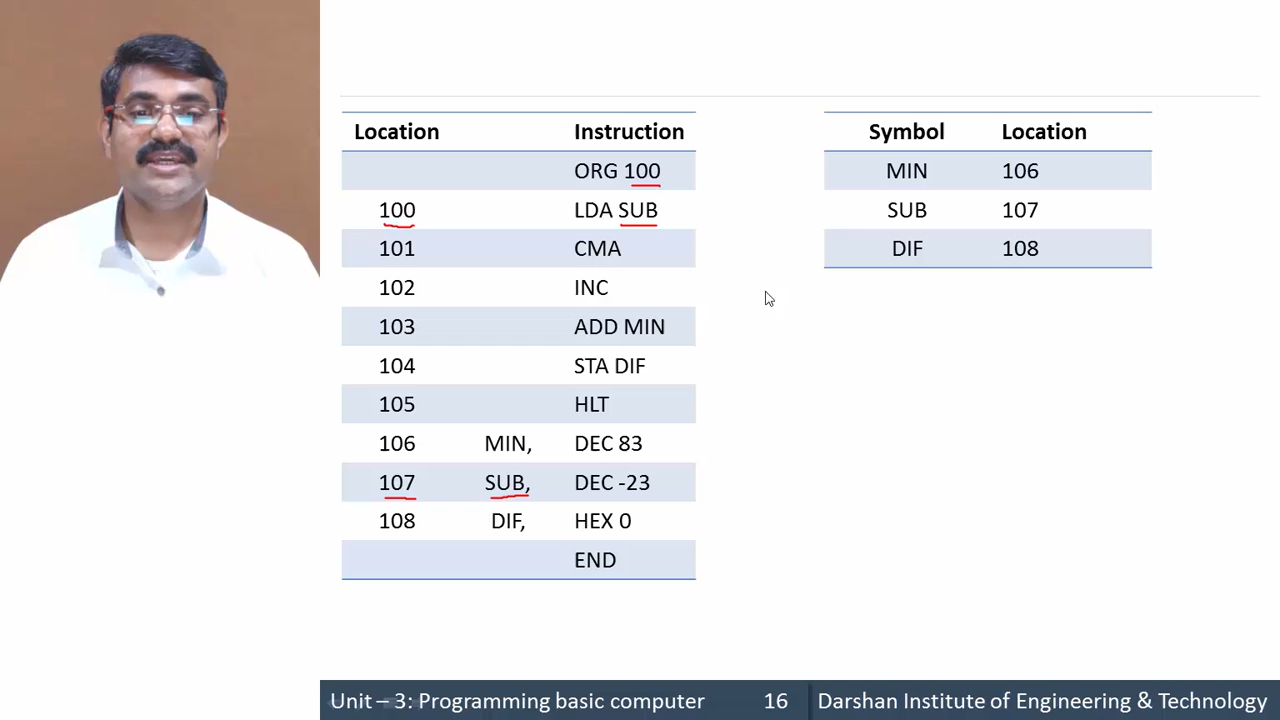 Location Instruction
ORG 100
100 LDA SUB
101 CMA
102 INC
103 ADD MIN
104 STA DIF
105 HLT
106 MIN, DEC 83
107 SUB, DEC -23
108 DIF, HEX 0
END
Symbol Location
MIN 106
SUB 107
DIF 108
Unit – 3: Programming basic computer 16 Darshan Institute of Engineering & Technology